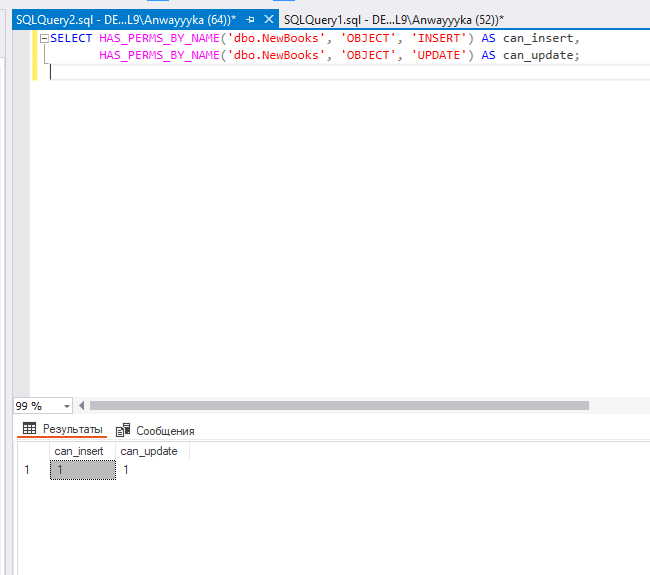 SQLQuery2.sql - DE...L9\Anwayyyka (64))* SQLQuery1.sql - DE...L9\Anwayyyka (52))*
SELECT HAS_PERMS_BY_NAME('dbo.NewBooks', 'OBJECT', 'INSERT') AS can_insert,
HAS_PERMS_BY_NAME('dbo.NewBooks', 'OBJECT', 'UPDATE') AS can_update;
99 %
Результаты Сообщения
can_insert can_update
1 1 1